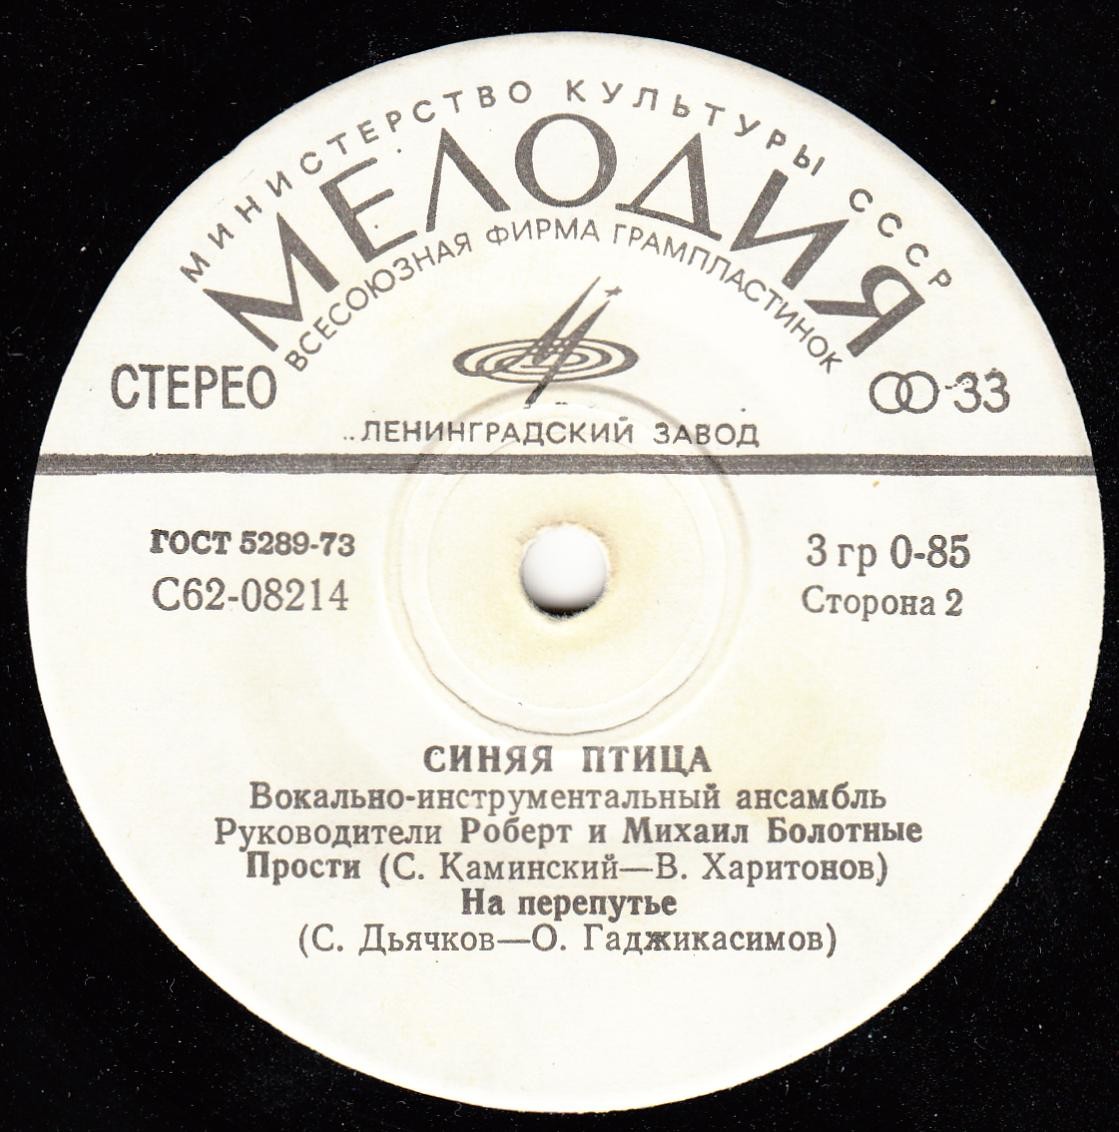 МИНИСТЕРСТВО КУЛЬТУРЫ СССР
МЕЛОДИЯ
ВСЕСОЮЗНАЯ ФИРМА ГРАМПЛАСТИНОК
СТЕРЕО
33
ЛЕНИНГРАДСКИЙ ЗАВОД
ГОСТ 5289-73
3 гр 0-85
С62-08214
Сторона 2
СИНЯЯ ПТИЦА
Вокально-инструментальный ансамбль
Руководители Роберт и Михаил Болотные
Прости (С. Каминский—В. Харитонов)
На перепутье
(С. Дьячков—О. Гаджикасимов)